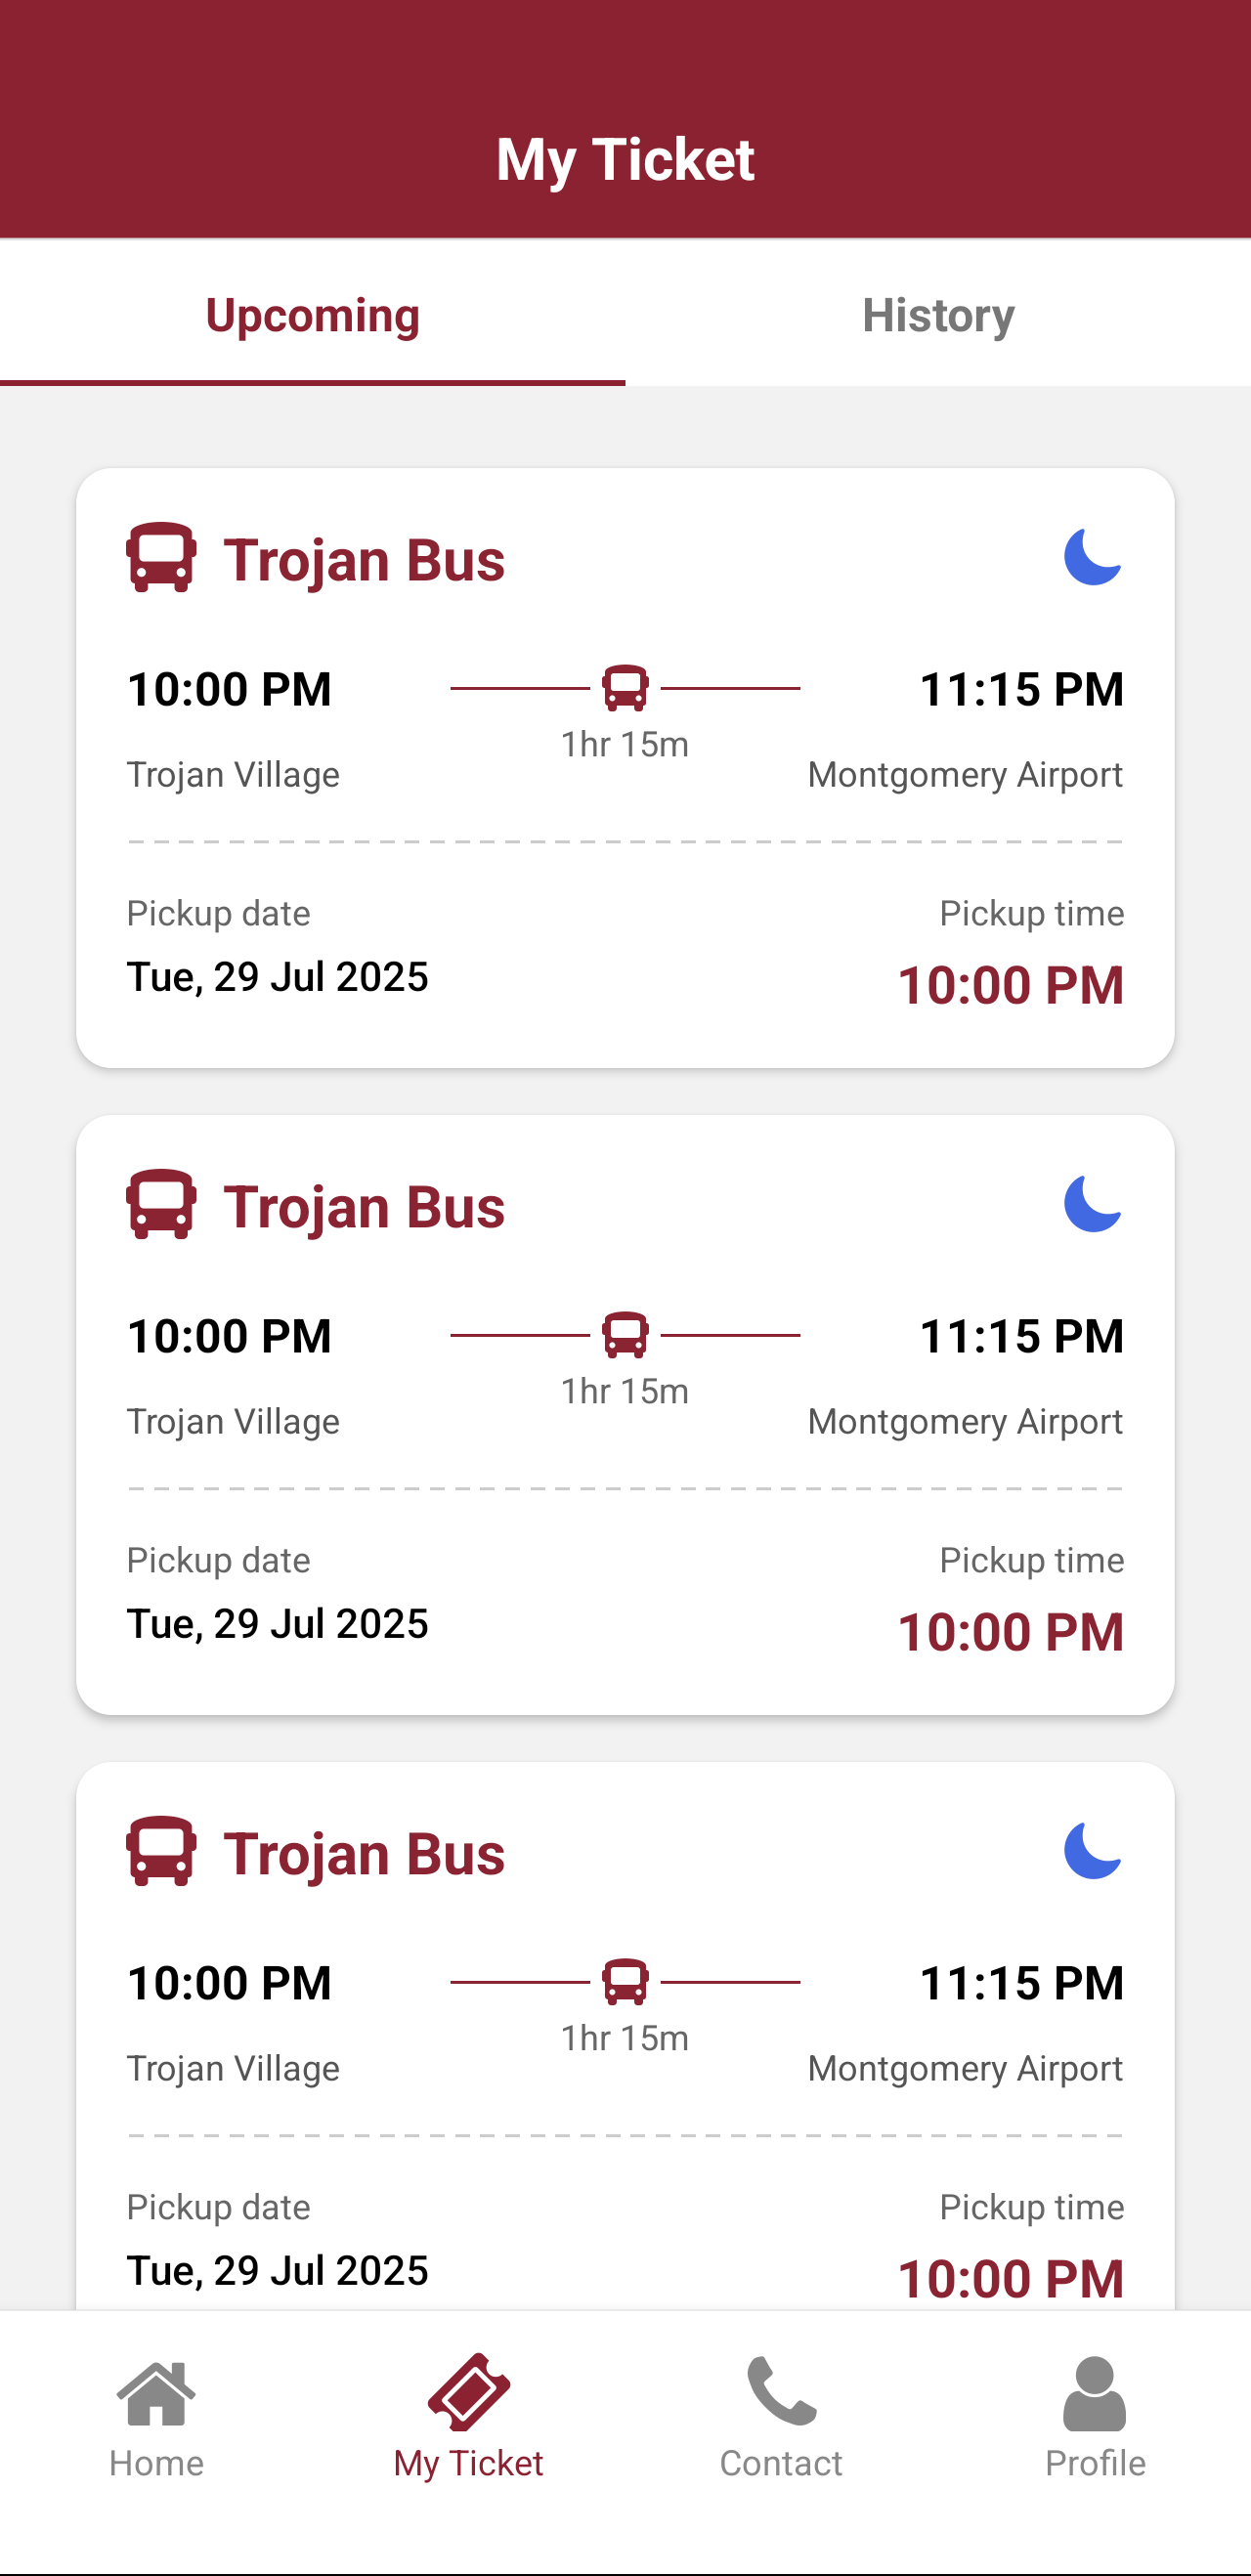 My Ticket
Upcoming History
Trojan Bus
10:00 PM 11:15 PM
1hr 15m
Trojan Village Montgomery Airport
Pickup date Pickup time
Tue, 29 Jul 2025 10:00 PM
Trojan Bus
10:00 PM 11:15 PM
1hr 15m
Trojan Village Montgomery Airport
Pickup date Pickup time
Tue, 29 Jul 2025 10:00 PM
Trojan Bus
10:00 PM 11:15 PM
1hr 15m
Trojan Village Montgomery Airport
Pickup date Pickup time
Tue, 29 Jul 2025 10:00 PM
Home My Ticket Contact Profile